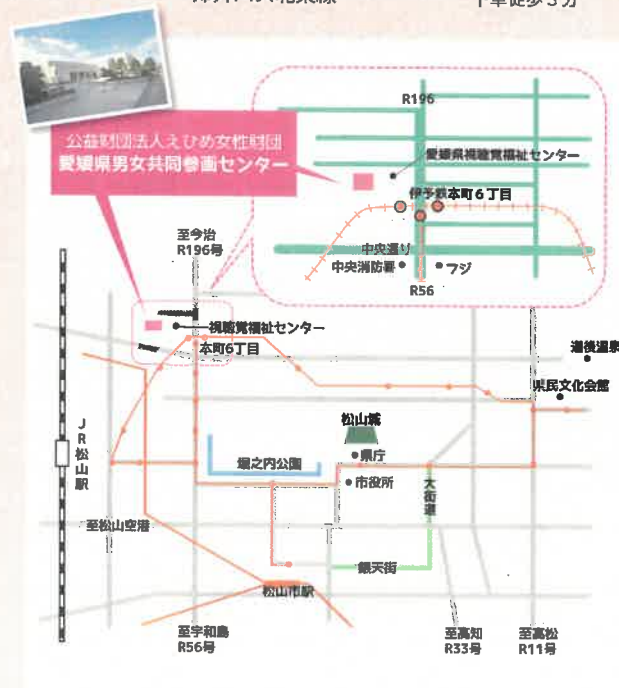 下車徒歩3分
公益財団法人えひめ女性財団
愛媛県男女共同参画センター
R196
愛媛県視聴覚福祉センター
伊予鉄本町6丁目
中央通り
中央消防署
フジ
R56
至今治
R196号
視聴覚福祉センター
本町6丁目
道後温泉
県民文化会館
JR松山駅
松山城
県庁
堀之内公園
市役所
大街道
至松山空港
銀天街
松山市駅
至宇和島
R56号
至高知
R33号
至高松
R11号